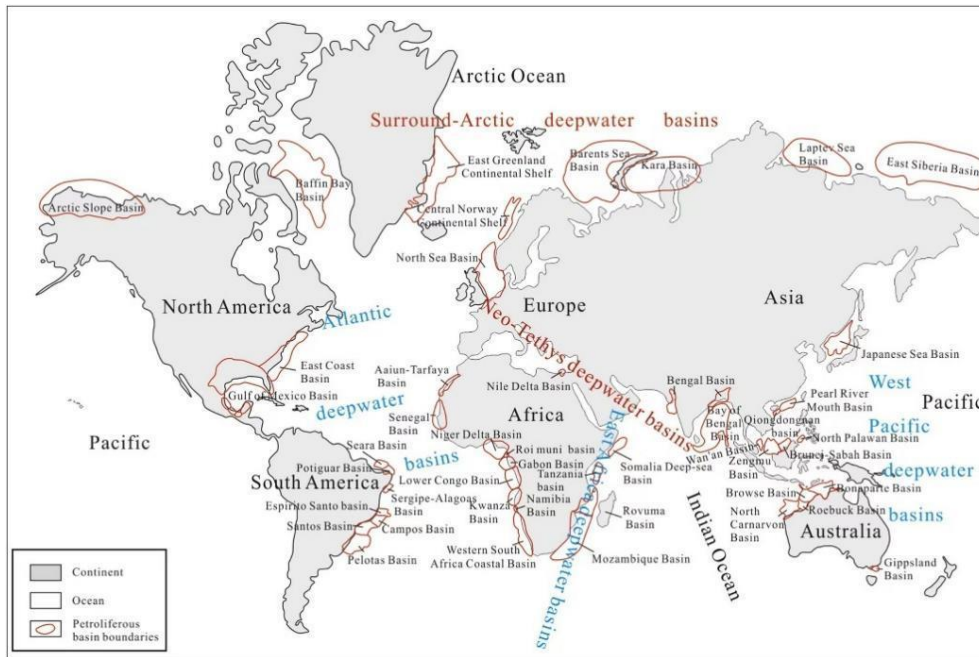 Arctic Ocean
Surround-Arctic deepwater basins
Laptev Sea
Basin
East Siberia Basin
Barents Sea
Basin
Kara Basin
East Greenland
Continental Shelf
Baffin Bay
Basin
Arctic Slope Basin
Central Norway
Continental Shelf
North Sea Basin
North America
Europe
Asia
Atlantic
Neo-Tethys deepwater basins
Japanese Sea Basin
East Coast
Basin
Aaiun-Tarfaya
Basin
Nile Delta Basin
Bengal Basin
West
Gulf of Mexico Basin
Pearl River
Mouth Basin
Pacific
deepwater
Senegal
Basin
Africa
Bay of
Bengal
Basin
Qiongdongnan
basin
Pacific
Pacific
Niger Delta Basin
East Africa deepwater basins
Wan'an Basin
North Palawan Basin
Seara Basin
basins
Roi muni basin
Somalia Deep-sea
basin
Zengmu
Basin
Brunei-Sabah Basin
Potiguar Basin
Gabon Basin
deepwater
South America
Lower Congo Basin
Tanzania
basin
Browse Basin
Bonaparte Basin
Sergipe-Alagoas
Basin
Namibia
Basin
Rovuma
Basin
Indian Ocean
North
Carnarvon
Basin
Roebuck Basin
basins
Espirito Santo basin
Kwanza
Basin
Santos Basin
Campos Basin
Australia
Pelotas Basin
Western South
Africa Coastal Basin
Mozambique Basin
Gippsland
Basin
Continent
Ocean
Petroliferous
basin boundaries